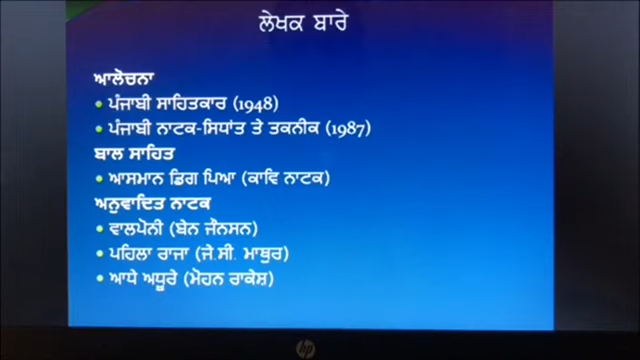 ਲੇਖਕ ਬਾਰੇ
ਆਲੋਚਨਾ
• ਪੰਜਾਬੀ ਸਾਹਿਤਕਾਰ (1948)
• ਪੰਜਾਬੀ ਨਾਟਕ-ਸਿਧਾਂਤ ਤੇ ਤਕਨੀਕ (1987)
ਬਾਲ ਸਾਹਿਤ
• ਆਸਮਾਨ ਡਿਗ ਪਿਆ (ਕਾਵਿ ਨਾਟਕ)
ਅਨੁਵਾਦਿਤ ਨਾਟਕ
• ਵਾਲਪੋਨੀ (ਬੇਨ ਜੌਨਸਨ)
• ਪਹਿਲਾ ਰਾਜਾ (ਜੇ.ਸੀ. ਮਾਥੁਰ)
• ਆਧੇ ਅਧੂਰੇ (ਮੋਹਨ ਰਾਕੇਸ਼)
hp